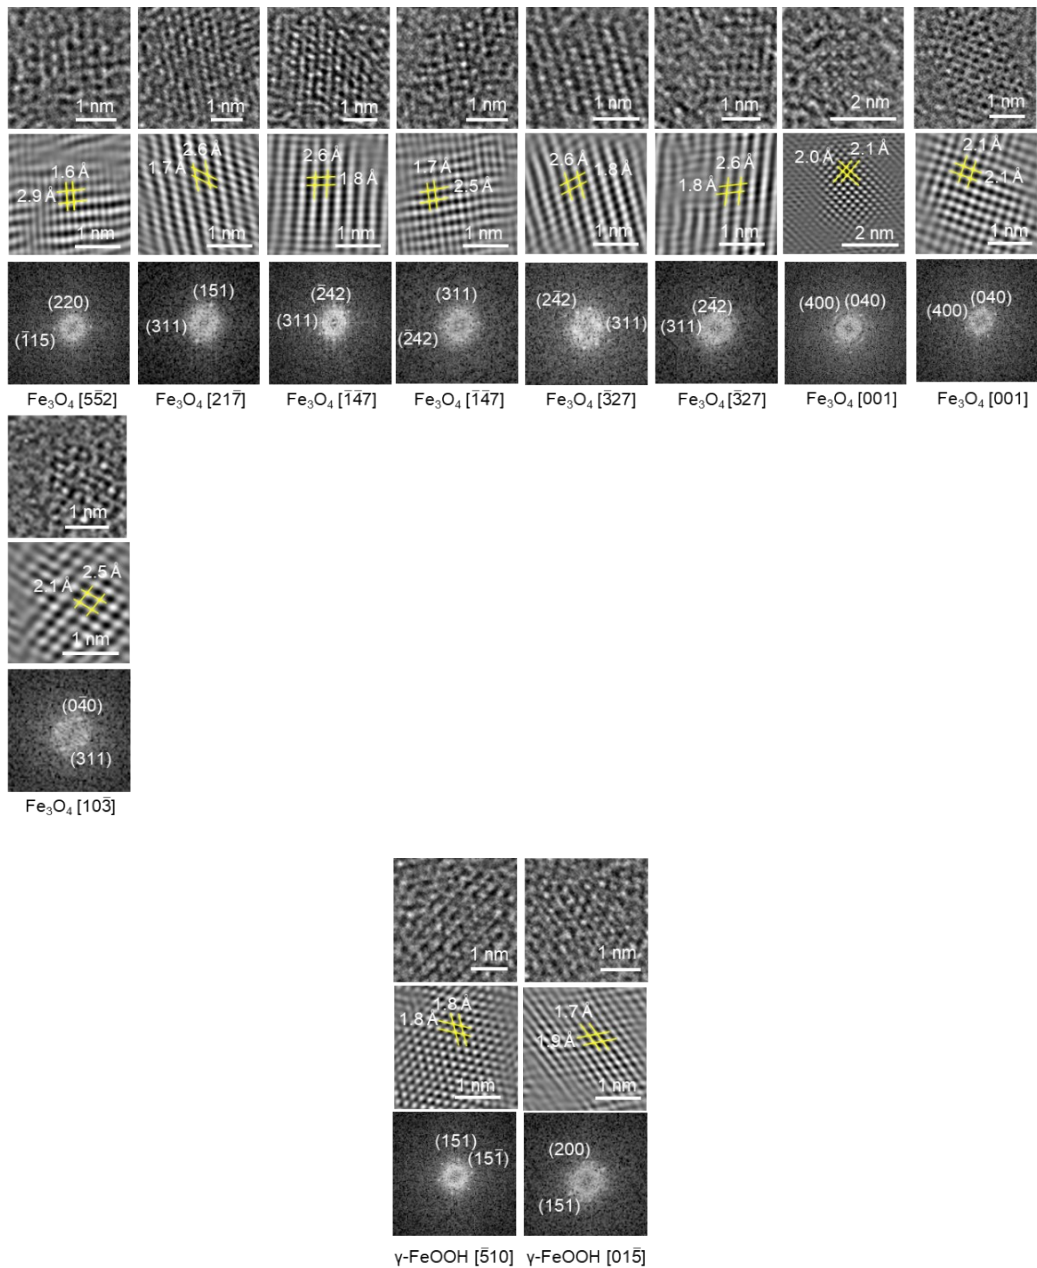 1 nm 1 nm 1 nm 1 nm 1 nm 1 nm 2 nm 1 nm
1.6 Å 2.6 Å 2.6 Å 1.7 Å 2.6 Å 2.6 Å 2.0 Å 2.1 Å 2.1 Å
2.9 Å 1.7 Å 1.8 Å 2.5 Å 1.8 Å 1.8 Å 2.1 Å
1 nm 1 nm 1 nm 1 nm 1 nm 1 nm 2 nm 1 nm
(220) (151) (2̄42) (311) (24̄2) (24̄2) (400) (040) (040)
(1̄15) (311) (311) (2̄42) (311) (311) (400)
Fe₃O₄ [55̄2] Fe₃O₄ [217̄] Fe₃O₄ [1̄4̄7] Fe₃O₄ [1̄4̄7] Fe₃O₄ [3̄27] Fe₃O₄ [3̄27] Fe₃O₄ [001] Fe₃O₄ [001]
1 nm
2.5 Å
2.1 Å
1 nm
(04̄0)
(311)
Fe₃O₄ [103̄]
1 nm 1 nm
1.8 Å 1.7 Å
1.8 Å 1.9 Å
1 nm 1 nm
(151) (200)
(151̄) (151)
γ-FeOOH [5̄10] γ-FeOOH [015̄]